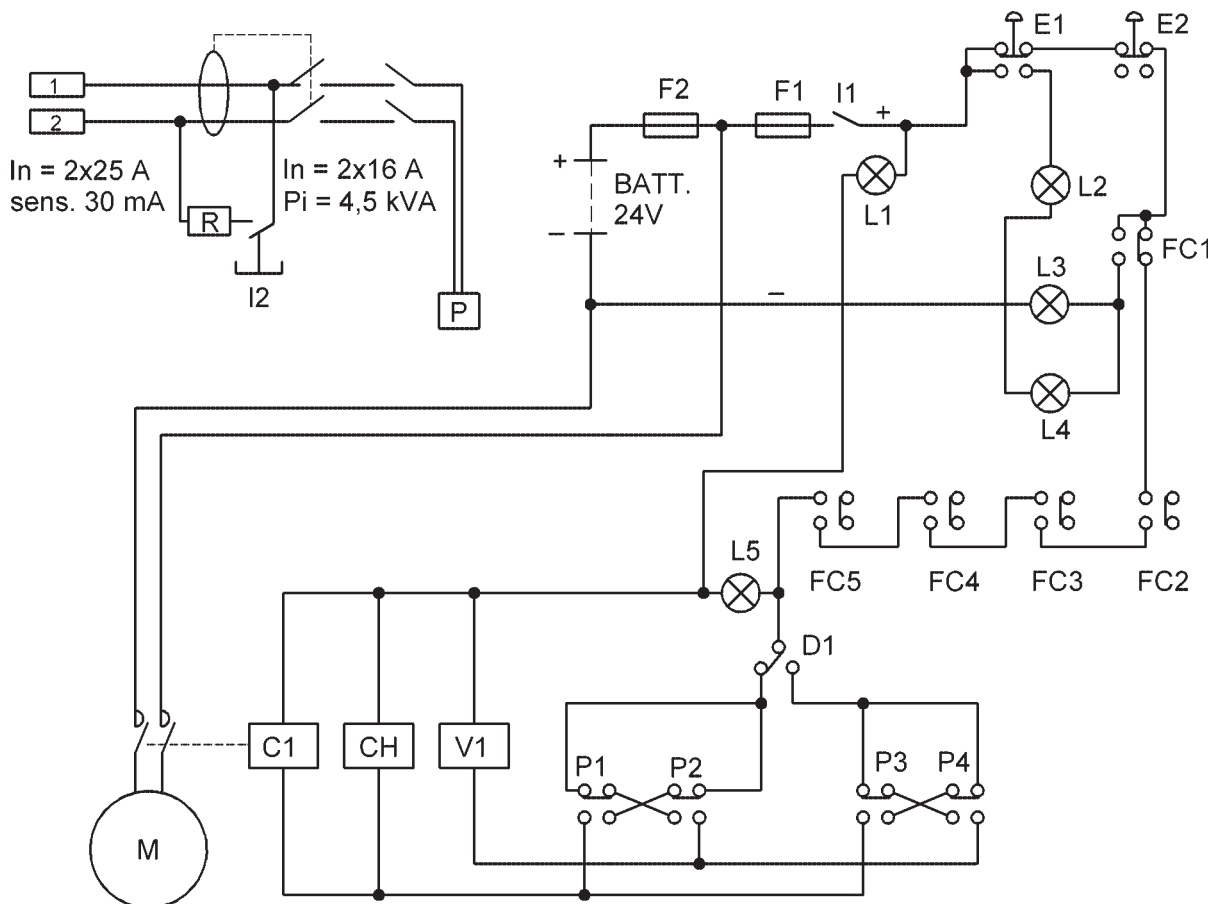 1
2
In = 2x25 A
sens. 30 mA
In = 2x16 A
Pi = 4,5 kVA
R
I2
P
F2
F1
I1
+
+
−
BATT.
24V
L1
E1
E2
L2
FC1
L3
−
L4
L5
FC5
FC4
FC3
FC2
D1
C1
CH
V1
P1
P2
P3
P4
M